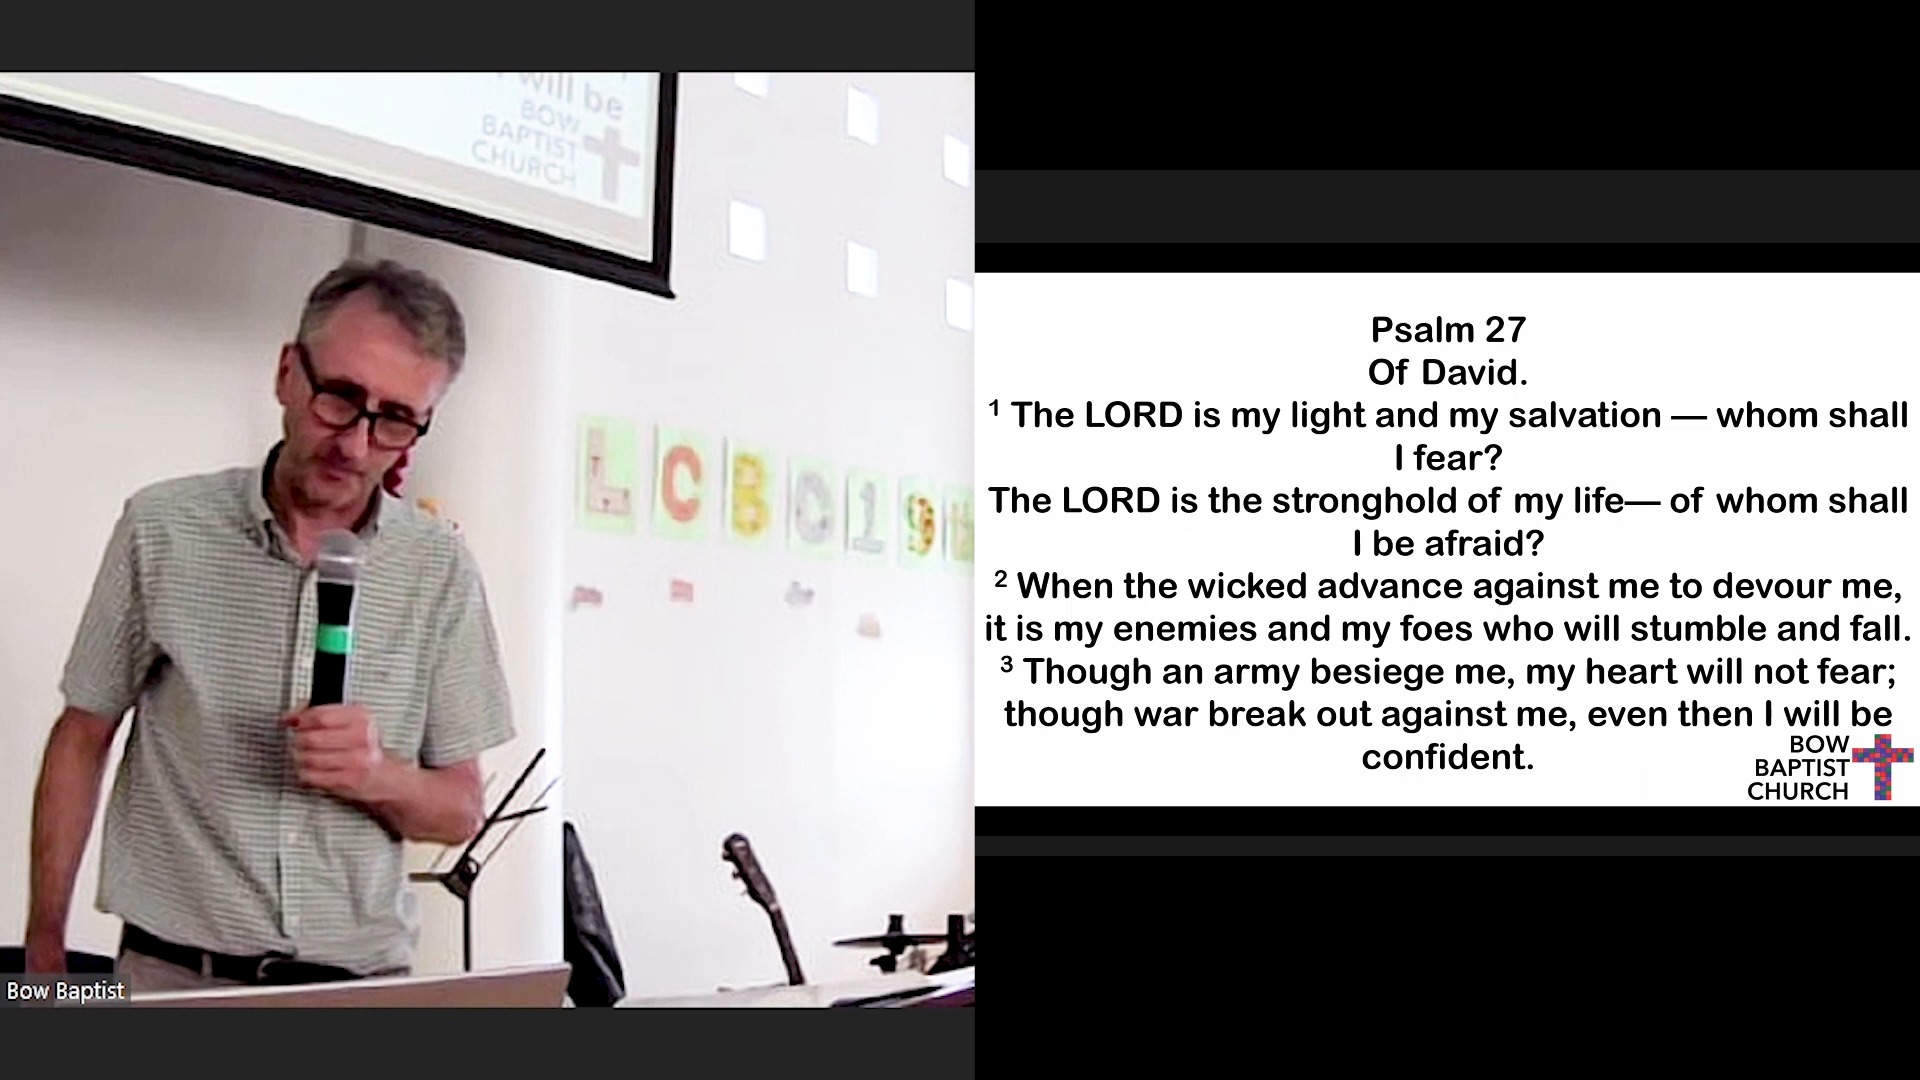 will be
BOW
BAPTIST
CHURCH
L C B C 1 9
Bow Baptist
Psalm 27
Of David.
¹ The LORD is my light and my salvation — whom shall
I fear?
The LORD is the stronghold of my life— of whom shall
I be afraid?
² When the wicked advance against me to devour me,
it is my enemies and my foes who will stumble and fall.
³ Though an army besiege me, my heart will not fear;
though war break out against me, even then I will be
confident.
BOW
BAPTIST
CHURCH